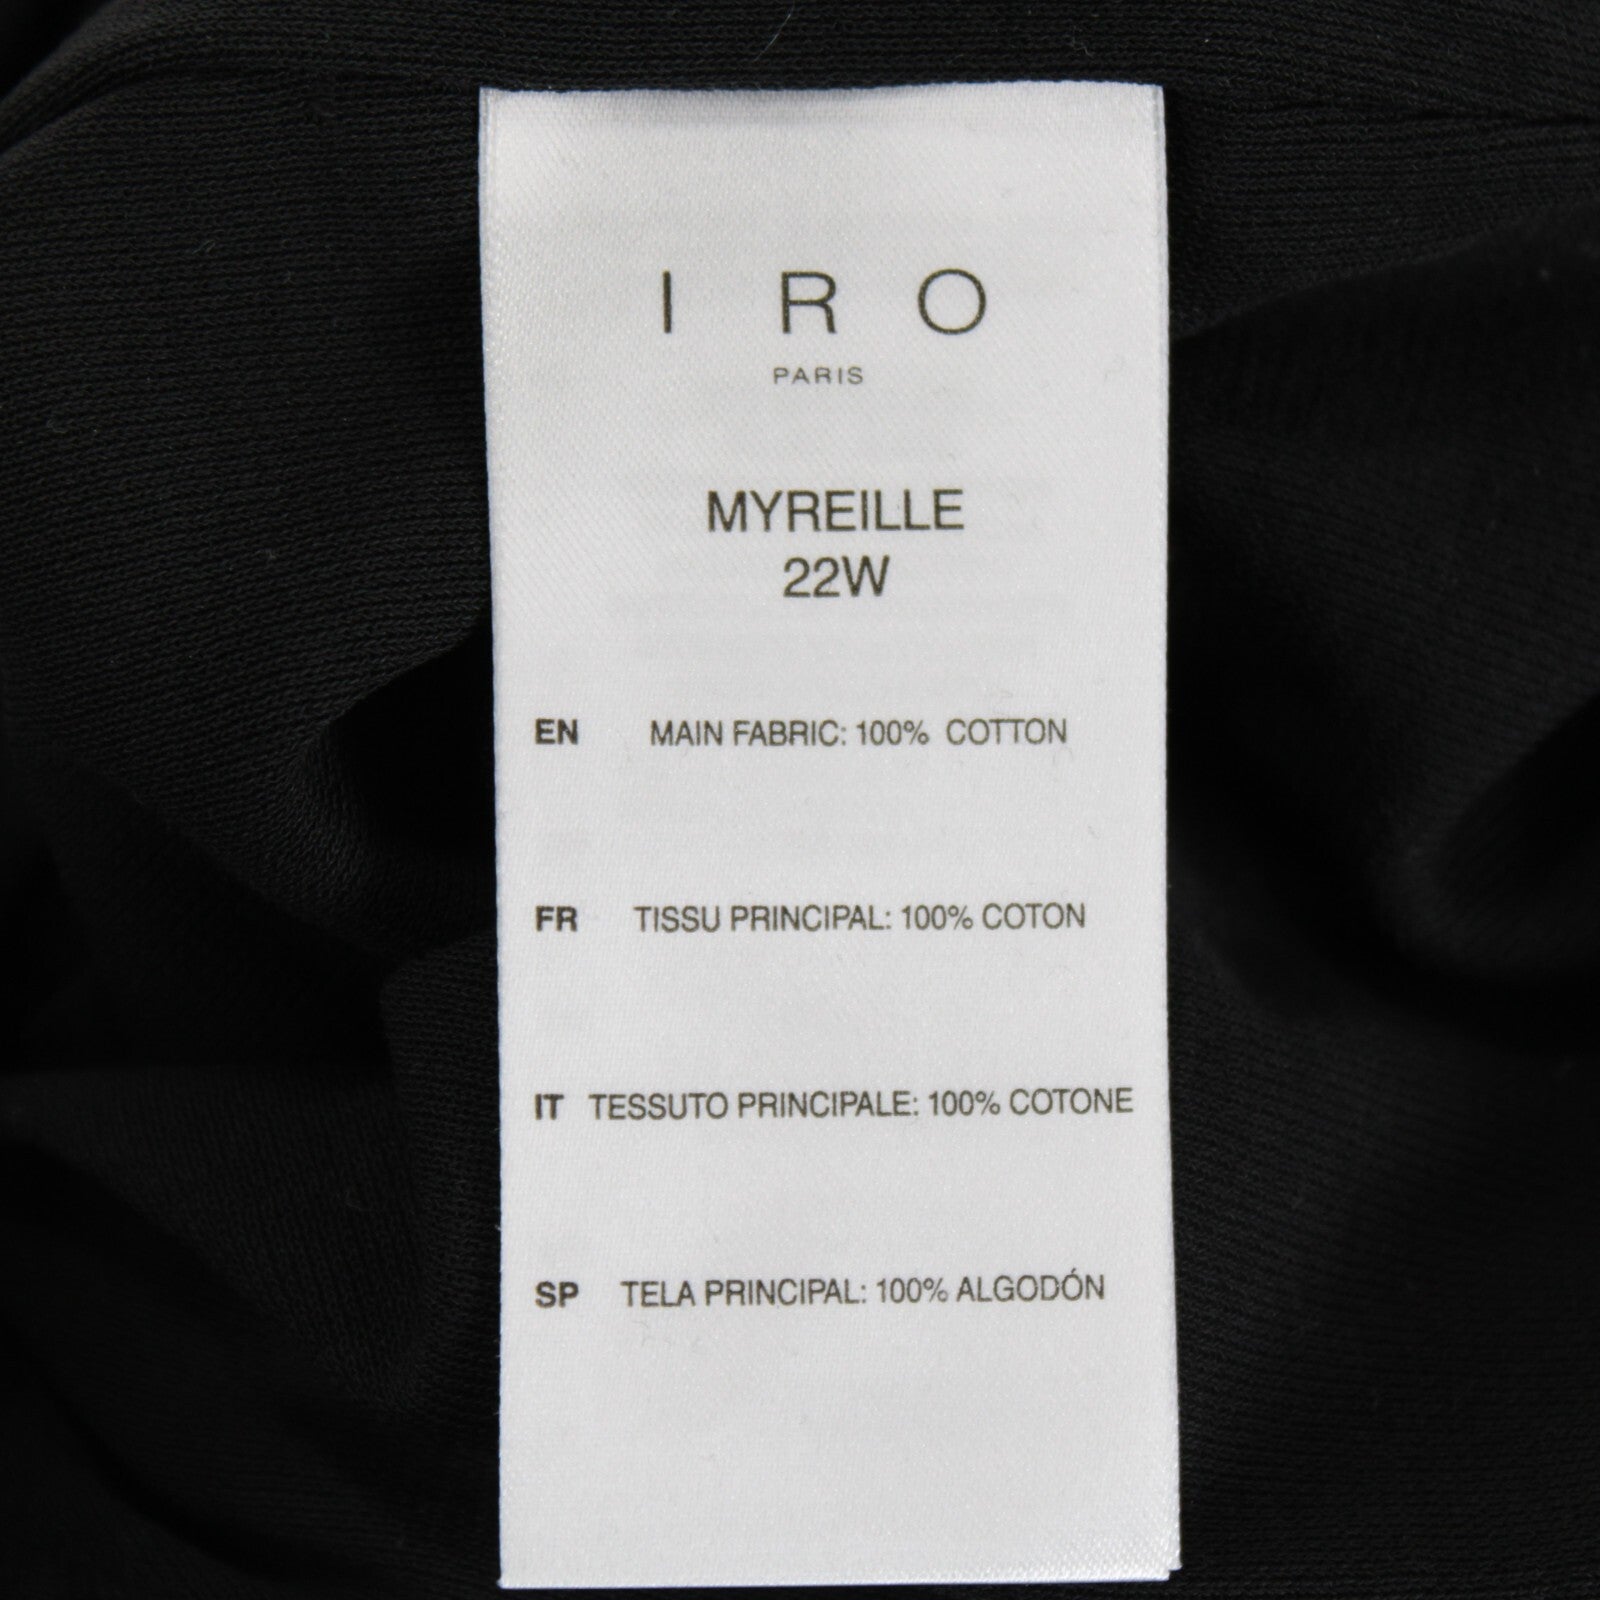 I R O
PARIS
MYREILLE
22W
EN MAIN FABRIC: 100% COTTON
FR TISSU PRINCIPAL: 100% COTON
IT TESSUTO PRINCIPALE: 100% COTONE
SP TELA PRINCIPAL: 100% ALGODÓN